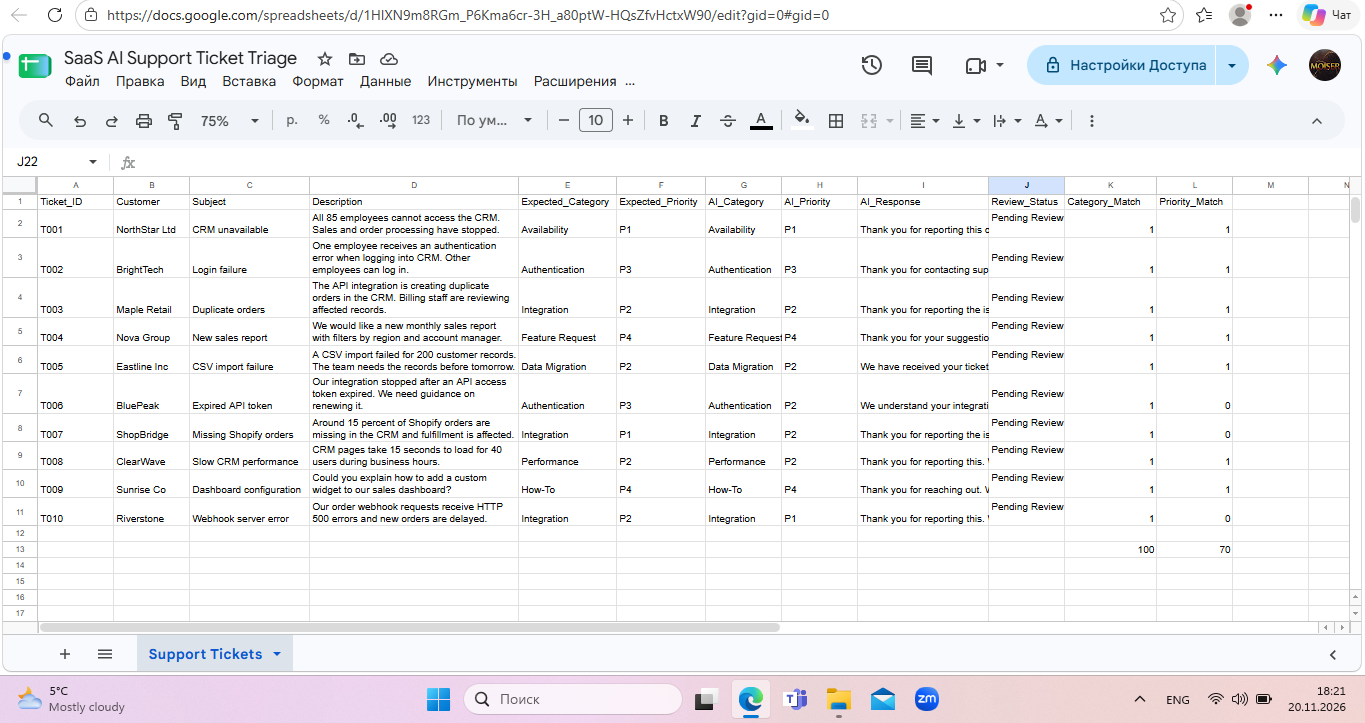 https://docs.google.com/spreadsheets/d/1HIXN9m8RGm_P6Kma6cr-3H_a80ptW-HQsZfvHctxW90/edit?gid=0#gid=0
Чат
SaaS AI Support Ticket Triage
Файл Правка Вид Вставка Формат Данные Инструменты Расширения ...
Настройки Доступа
MOISER
75% р. % .0 .00 123 По ум... 10 B I A
J22 fx
A B C D E F G H I J K L M N
1 Ticket_ID Customer Subject Description Expected_Category Expected_Priority AI_Category AI_Priority AI_Response Review_Status Category_Match Priority_Match
2 T001 NorthStar Ltd CRM unavailable All 85 employees cannot access the CRM. Sales and order processing have stopped. Availability P1 Availability P1 Thank you for reporting this c Pending Review 1 1
3 T002 BrightTech Login failure One employee receives an authentication error when logging into CRM. Other employees can log in. Authentication P3 Authentication P3 Thank you for contacting sup Pending Review 1 1
4 T003 Maple Retail Duplicate orders The API integration is creating duplicate orders in the CRM. Billing staff are reviewing affected records. Integration P2 Integration P2 Thank you for reporting the is Pending Review 1 1
5 T004 Nova Group New sales report We would like a new monthly sales report with filters by region and account manager. Feature Request P4 Feature Request P4 Thank you for your suggestio Pending Review 1 1
6 T005 Eastline Inc CSV import failure A CSV import failed for 200 customer records. The team needs the records before tomorrow. Data Migration P2 Data Migration P2 We have received your ticket Pending Review 1 1
7 T006 BluePeak Expired API token Our integration stopped after an API access token expired. We need guidance on renewing it. Authentication P3 Authentication P2 We understand your integrati Pending Review 1 0
8 T007 ShopBridge Missing Shopify orders Around 15 percent of Shopify orders are missing in the CRM and fulfillment is affected. Integration P1 Integration P2 Thank you for reporting the is Pending Review 1 0
9 T008 ClearWave Slow CRM performance CRM pages take 15 seconds to load for 40 users during business hours. Performance P2 Performance P2 Thank you for reporting this. Pending Review 1 1
10 T009 Sunrise Co Dashboard configuration Could you explain how to add a custom widget to our sales dashboard? How-To P4 How-To P4 Thank you for reaching out. Pending Review 1 1
11 T010 Riverstone Webhook server error Our order webhook requests receive HTTP 500 errors and new orders are delayed. Integration P2 Integration P1 Thank you for reporting this. Pending Review 1 0
12
13 100 70
14
15
16
17
Support Tickets
5°C
Mostly cloudy
Поиск
zm
ENG
18:21
20.11.2026